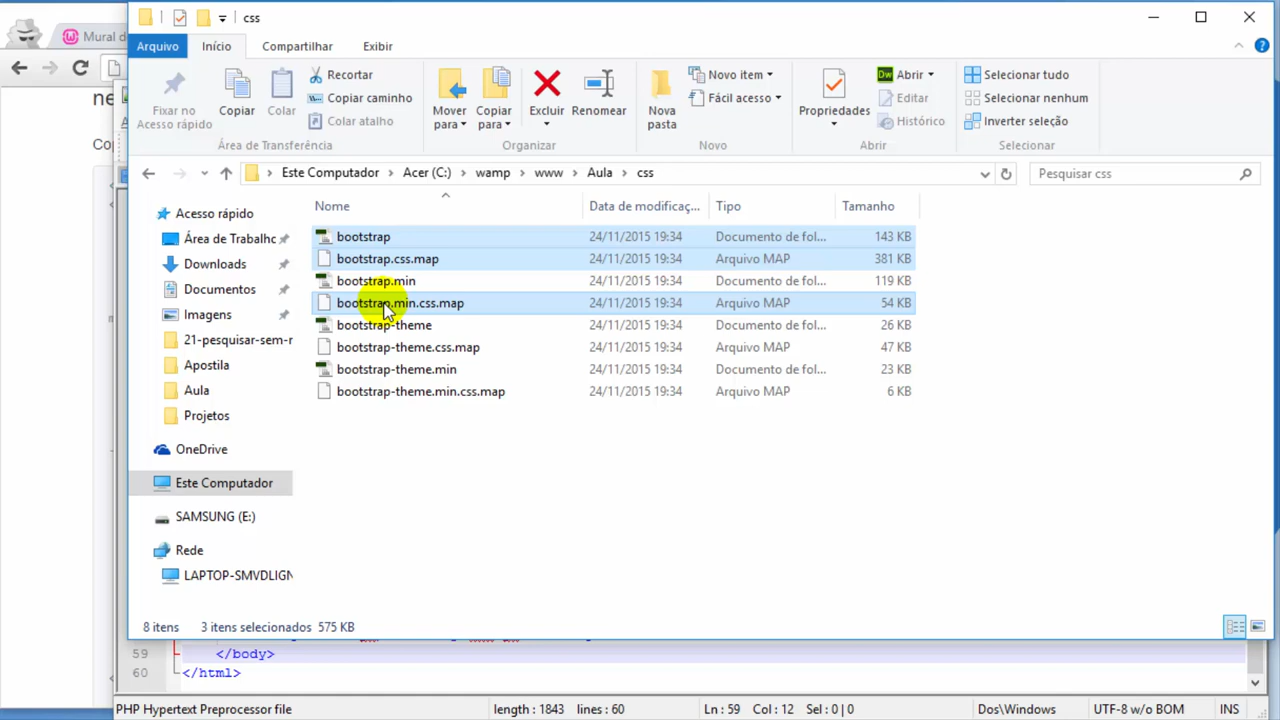 css
Mural d
Arquivo Início Compartilhar Exibir
Fixar no
Acesso rápido
Copiar
Colar
Recortar
Copiar caminho
Colar atalho
Mover
para
Copiar
para
Excluir
Renomear
Nova
pasta
Novo item
Fácil acesso
Propriedades
Abrir
Editar
Histórico
Selecionar tudo
Selecionar nenhum
Inverter seleção
Área de Transferência Organizar Novo Abrir Selecionar
Este Computador > Acer (C:) > wamp > www > Aula > css
Pesquisar css
Nome Data de modificaç... Tipo Tamanho
bootstrap 24/11/2015 19:34 Documento de fol... 143 KB
bootstrap.css.map 24/11/2015 19:34 Arquivo MAP 381 KB
bootstrap.min 24/11/2015 19:34 Documento de fol... 119 KB
bootstrap.min.css.map 24/11/2015 19:34 Arquivo MAP 54 KB
bootstrap-theme 24/11/2015 19:34 Documento de fol... 26 KB
bootstrap-theme.css.map 24/11/2015 19:34 Arquivo MAP 47 KB
bootstrap-theme.min 24/11/2015 19:34 Documento de fol... 23 KB
bootstrap-theme.min.css.map 24/11/2015 19:34 Arquivo MAP 6 KB
Acesso rápido
Área de Trabalho
Downloads
Documentos
Imagens
21-pesquisar-sem-r
Apostila
Aula
Projetos
OneDrive
Este Computador
SAMSUNG (E:)
Rede
LAPTOP-SMVDLIGN
8 itens 3 itens selecionados 575 KB
59 </body>
60 </html>
PHP Hypertext Preprocessor file length : 1843 lines : 60 Ln : 59 Col : 12 Sel : 0 | 0 Dos\Windows UTF-8 w/o BOM INS